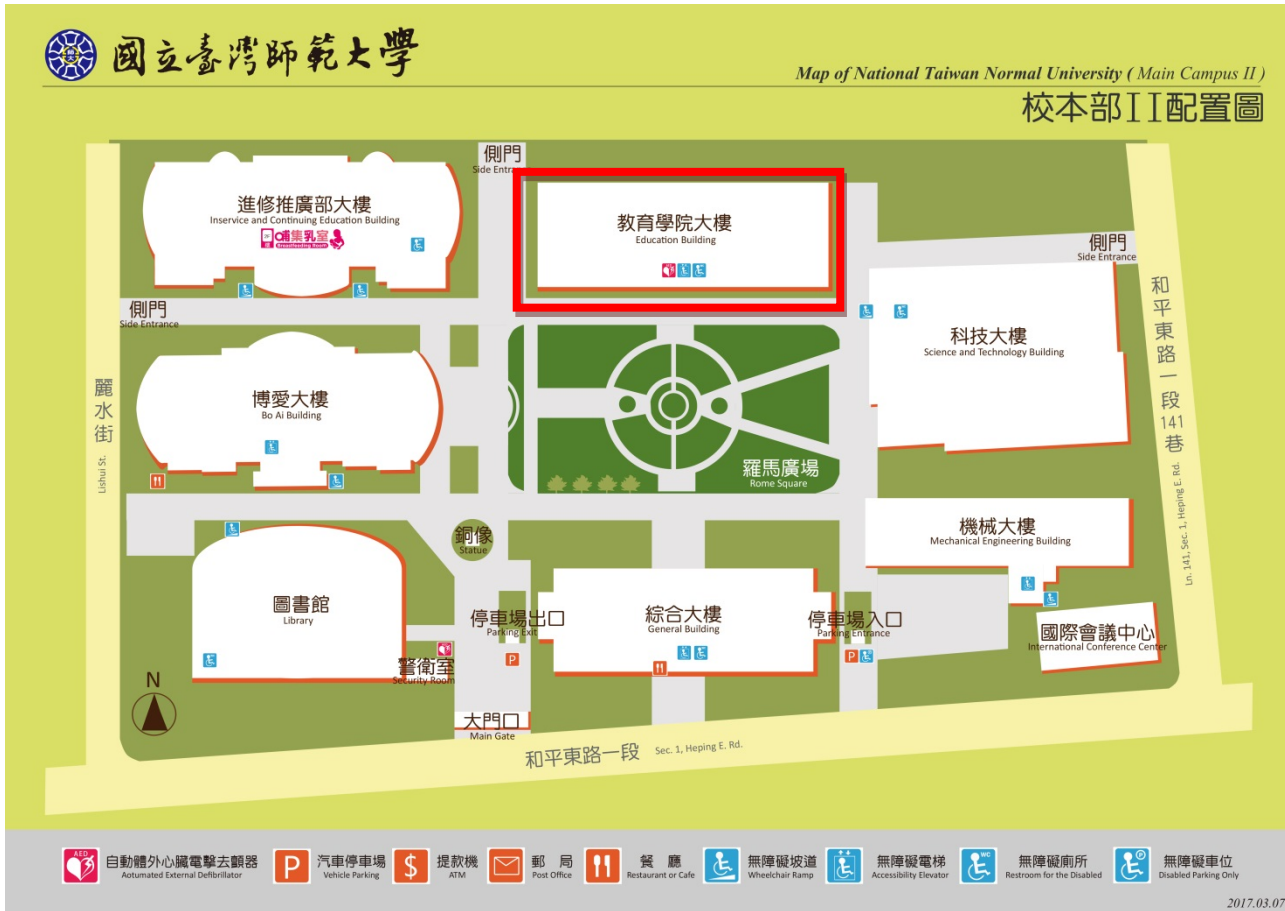 國立臺灣師範大學
Map of National Taiwan Normal University ( Main Campus II )
校本部II配置圖
側門
Side Entrance
進修推廣部大樓
Inservice and Continuing Education Building
哺集乳室
Breastfeeding Room
教育學院大樓
Education Building
側門
Side Entrance
側門
Side Entrance
科技大樓
Science and Technology Building
和平東路一段141巷
Ln. 141, Sec. 1, Heping E. Rd.
麗水街
Lishui St.
博愛大樓
Bo Ai Building
羅馬廣場
Rome Square
銅像
Statue
機械大樓
Mechanical Engineering Building
圖書館
Library
停車場出口
Parking Exit
P
綜合大樓
General Building
停車場入口
Parking Entrance
P
國際會議中心
International Conference Center
警衛室
Security Room
N
大門口
Main Gate
和平東路一段
Sec. 1, Heping E. Rd.
AED
自動體外心臟電擊去顫器
Aotumated External Defibrillator
P
汽車停車場
Vehicle Parking
$
提款機
ATM
郵 局
Post Office
餐 廳
Restaurant or Cafe
無障礙坡道
Wheelchair Ramp
無障礙電梯
Accessibility Elevator
WC
無障礙廁所
Restroom for the Disabled
P
無障礙車位
Disabled Parking Only
2017.03.07